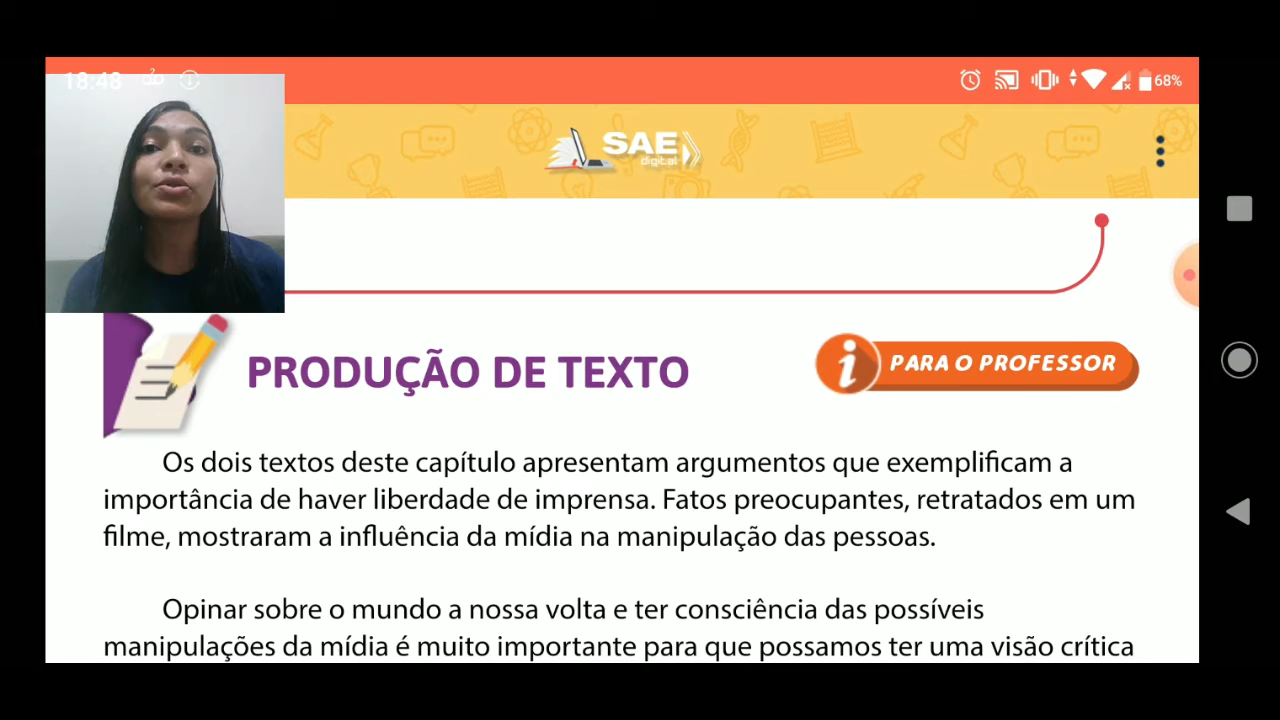 18:48
68%
SAE
digital
PRODUÇÃO DE TEXTO
PARA O PROFESSOR
Os dois textos deste capítulo apresentam argumentos que exemplificam a
importância de haver liberdade de imprensa. Fatos preocupantes, retratados em um
filme, mostraram a influência da mídia na manipulação das pessoas.
Opinar sobre o mundo a nossa volta e ter consciência das possíveis
manipulações da mídia é muito importante para que possamos ter uma visão crítica